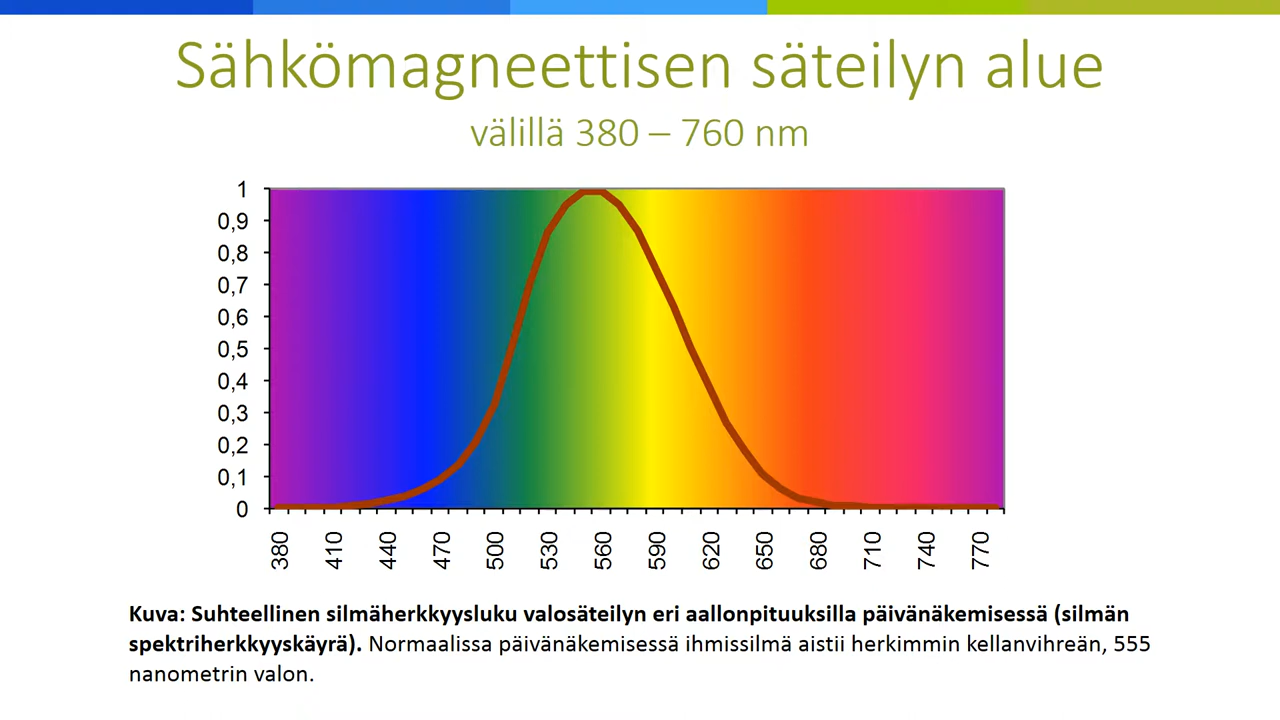 Sähkömagneettisen säteilyn alue
välillä 380 – 760 nm
1
0,9
0,8
0,7
0,6
0,5
0,4
0,3
0,2
0,1
0
380 410 440 470 500 530 560 590 620 650 680 710 740 770
Kuva: Suhteellinen silmäherkkyysluku valosäteilyn eri aallonpituuksilla päivänäkemisessä (silmän
spektriherkkyyskäyrä). Normaalissa päivänäkemisessä ihmissilmä aistii herkimmin kellanvihreän, 555
nanometrin valon.